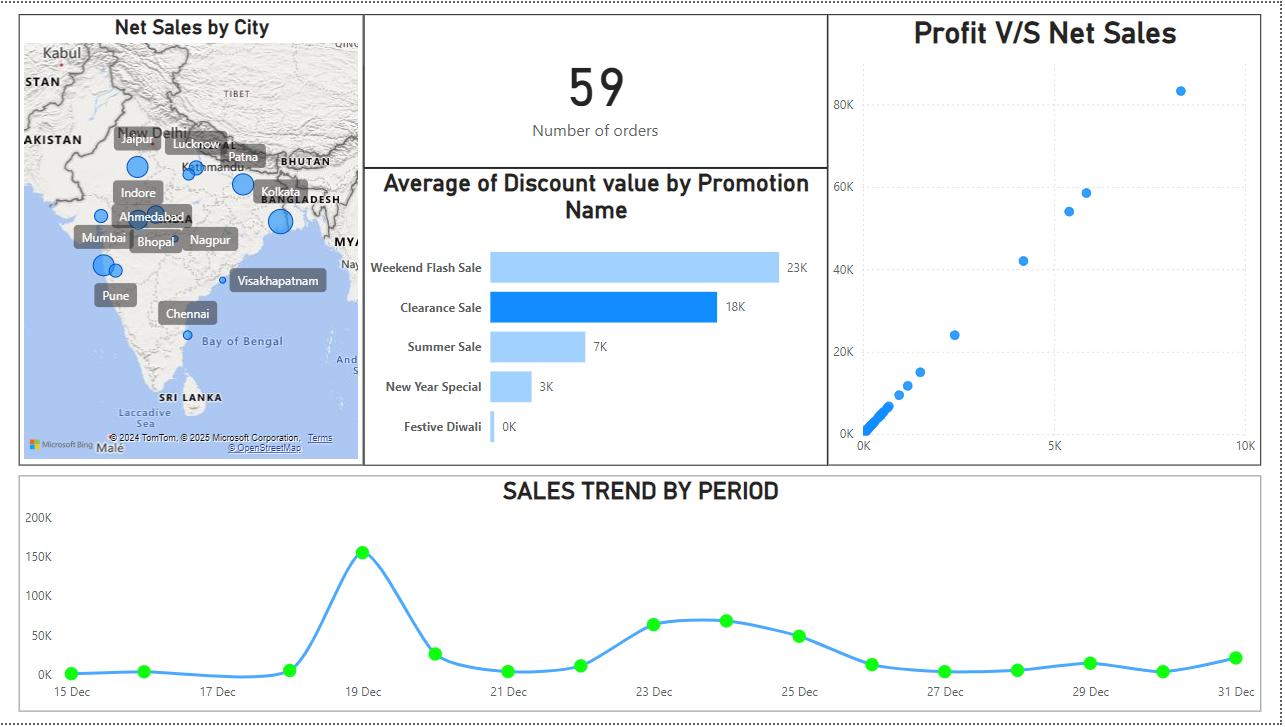 Net Sales by City
Kabul
QING
STAN
TIBET
AKISTAN
New Delhi
Jaipur
Lucknow
AL
Kathmandu
Patna
BHUTAN
Indore
Kolkata
BANGLADESH
Ahmedabad
IA
Mumbai
Bhopal
Nagpur
MYA
Nay
Visakhapatnam
Pune
Chennai
Bay of Bengal
And
S
SRI LANKA
Laccadive
Sea
© 2024 TomTom, © 2025 Microsoft Corporation, Terms
Microsoft Bing
Malé
© OpenStreetMap
59
Number of orders
Average of Discount value by Promotion
Name
Weekend Flash Sale 23K
Clearance Sale 18K
Summer Sale 7K
New Year Special 3K
Festive Diwali 0K
Profit V/S Net Sales
80K
60K
40K
20K
0K
0K 5K 10K
SALES TREND BY PERIOD
200K
150K
100K
50K
0K
15 Dec 17 Dec 19 Dec 21 Dec 23 Dec 25 Dec 27 Dec 29 Dec 31 Dec